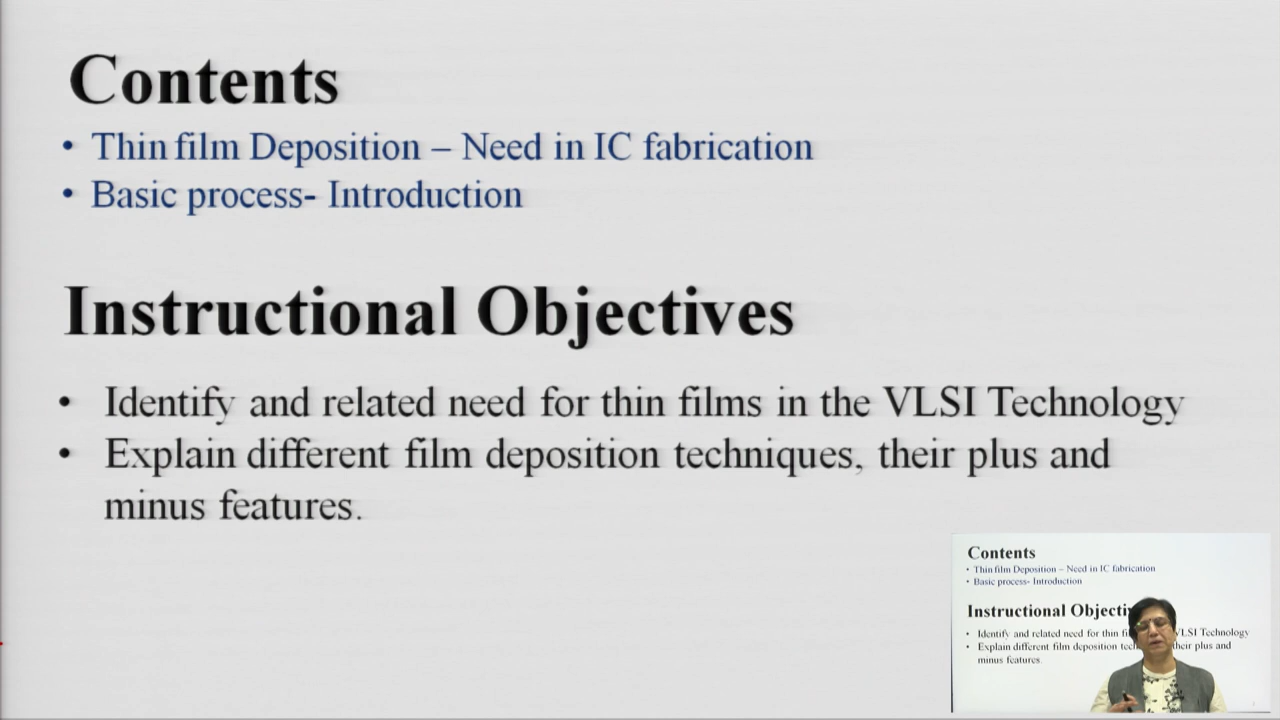 Contents
• Thin film Deposition – Need in IC fabrication
• Basic process- Introduction
Instructional Objectives
• Identify and related need for thin films in the VLSI Technology
• Explain different film deposition techniques, their plus and
minus features.
Contents
• Thin film Deposition – Need in IC fabrication
• Basic process- Introduction
Instructional
• Identify and related need for thin VLSI Technology
• Explain different film deposition their plus and
minus features.